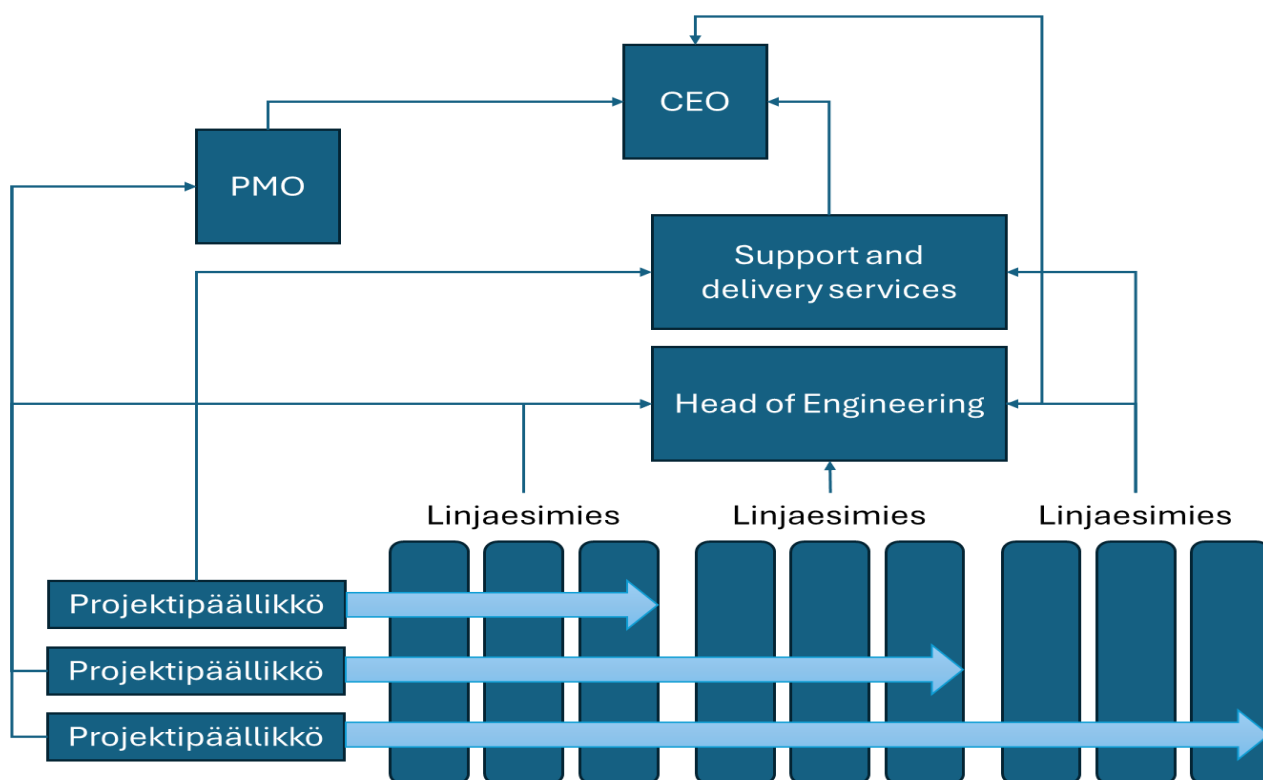 CEO
PMO
Support and
delivery services
Head of Engineering
Linjaesimies
Linjaesimies
Linjaesimies
Projektipäällikkö
Projektipäällikkö
Projektipäällikkö